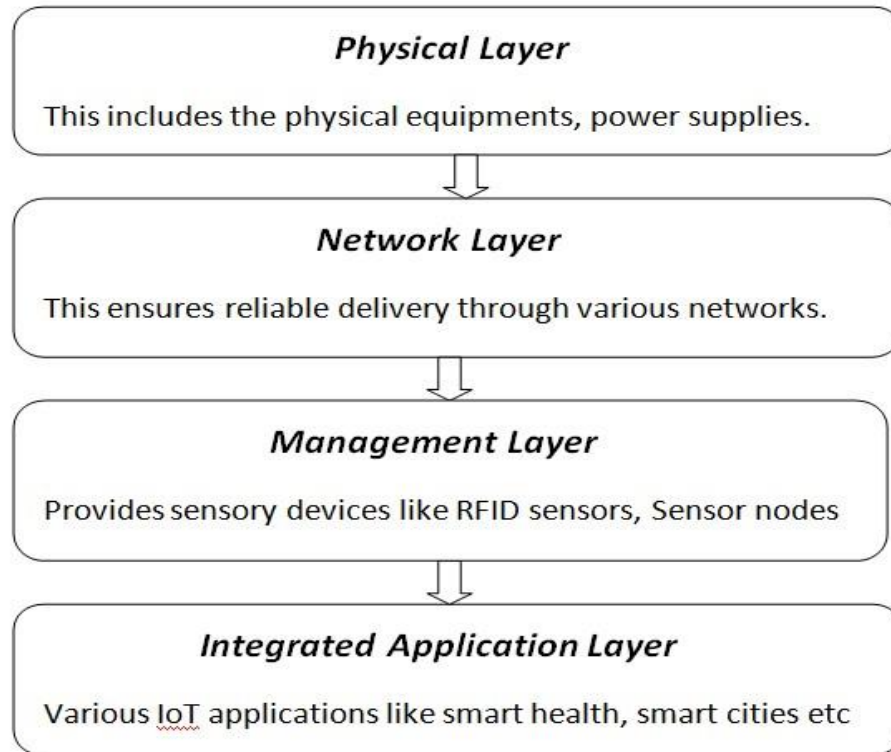 Physical Layer
This includes the physical equipments, power supplies.
Network Layer
This ensures reliable delivery through various networks.
Management Layer
Provides sensory devices like RFID sensors, Sensor nodes
Integrated Application Layer
Various IoT applications like smart health, smart cities etc